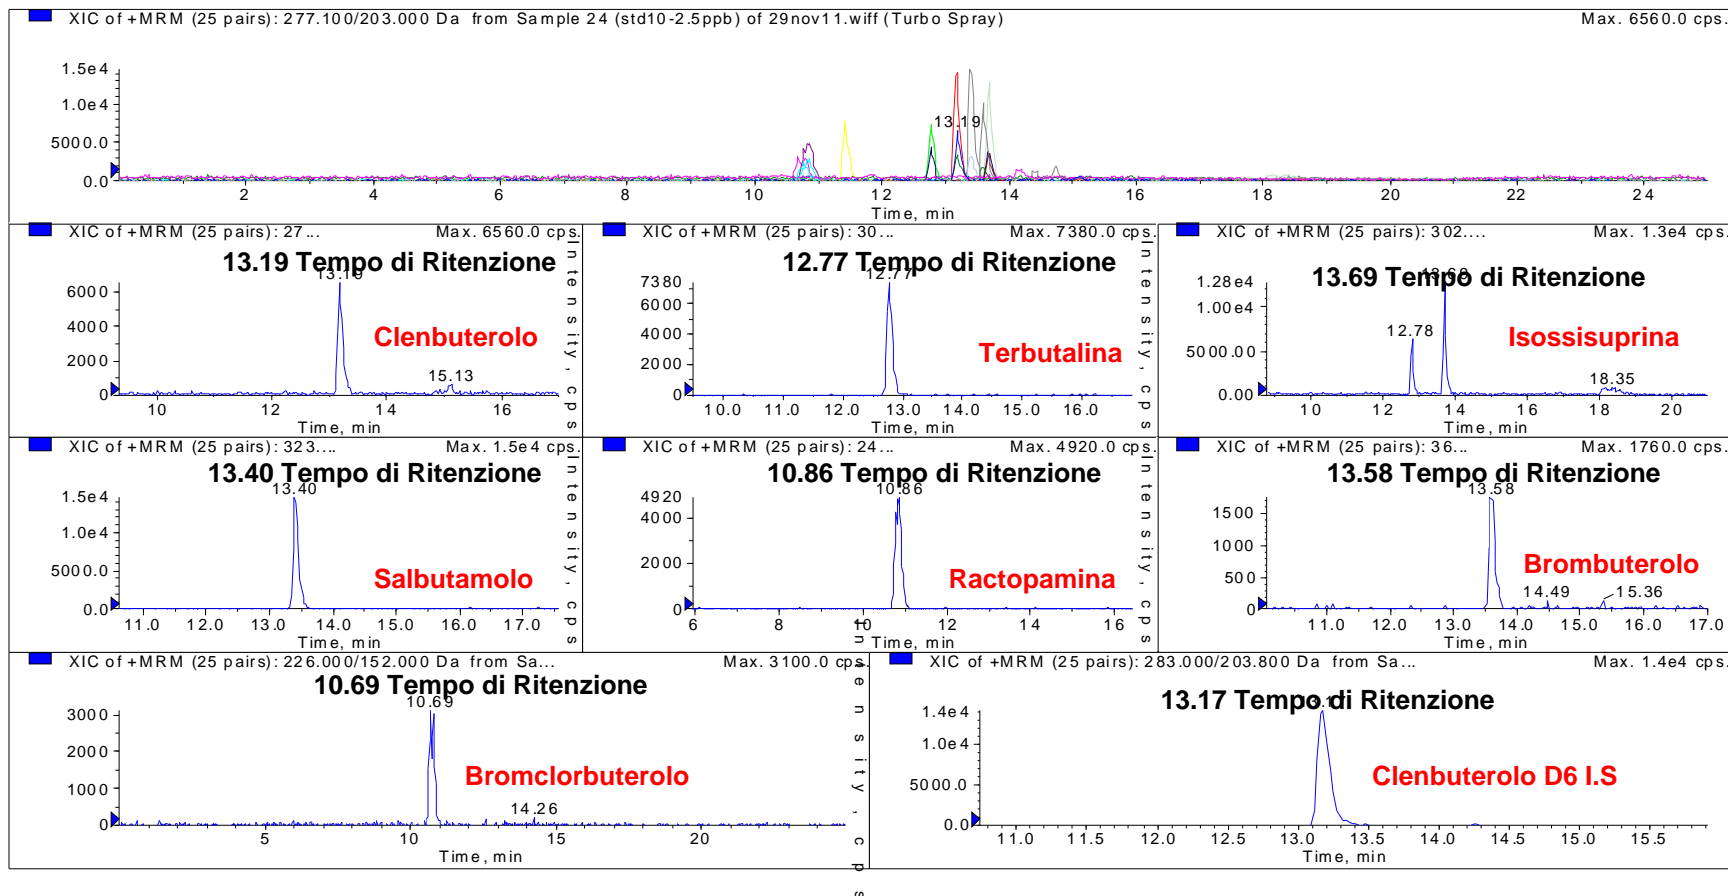 XIC of +MRM (25 pairs): 277.100/203.000 Da from Sample 24 (std10-2.5ppb) of 29nov11.wiff (Turbo Spray) Max. 6560.0 cps.
1.5e4
1.0e4
5000.0
0.0
13.19
2 4 6 8 10 12 14 16 18 20 22 24
Time, min
XIC of +MRM (25 pairs): 27... Max. 6560.0 cps.
13.19 Tempo di Ritenzione
13.19
6000
4000
2000
0
Clenbuterolo
15.13
10 12 14 16
Time, min
Intensity, cps
XIC of +MRM (25 pairs): 30... Max. 7380.0 cps.
12.77 Tempo di Ritenzione
12.77
7380
6000
4000
2000
0
Terbutalina
10.0 11.0 12.0 13.0 14.0 15.0 16.0
Time, min
Intensity, cps
XIC of +MRM (25 pairs): 302.... Max. 1.3e4 cps.
13.69 Tempo di Ritenzione
13.69
1.28e4
1.00e4
5000.00
0.00
12.78
Isossisuprina
18.35
10 12 14 16 18 20
Time, min
XIC of +MRM (25 pairs): 323.... Max. 1.5e4 cps.
13.40 Tempo di Ritenzione
13.40
1.5e4
1.0e4
5000.0
0.0
Salbutamolo
11.0 12.0 13.0 14.0 15.0 16.0 17.0
Time, min
Intensity, cps
XIC of +MRM (25 pairs): 24... Max. 4920.0 cps.
10.86 Tempo di Ritenzione
10.86
4920
4000
2000
0
Ractopamina
6 8 10 12 14 16
Time, min
Intensity, cps
XIC of +MRM (25 pairs): 36... Max. 1760.0 cps.
13.58 Tempo di Ritenzione
13.58
1500
1000
500
0
Brombuterolo
14.49
15.36
11.0 12.0 13.0 14.0 15.0 16.0 17.0
Time, min
XIC of +MRM (25 pairs): 226.000/152.000 Da from Sa... Max. 3100.0 cps.
10.69 Tempo di Ritenzione
10.69
3000
2000
1000
0
Bromclorbuterolo
14.26
5 10 15 20
Time, min
Intensity, cps
XIC of +MRM (25 pairs): 283.000/203.800 Da from Sa... Max. 1.4e4 cps.
13.17 Tempo di Ritenzione
1.4e4
1.0e4
5000.0
0.0
Clenbuterolo D6 I.S
11.0 11.5 12.0 12.5 13.0 13.5 14.0 14.5 15.0 15.5
Time, min